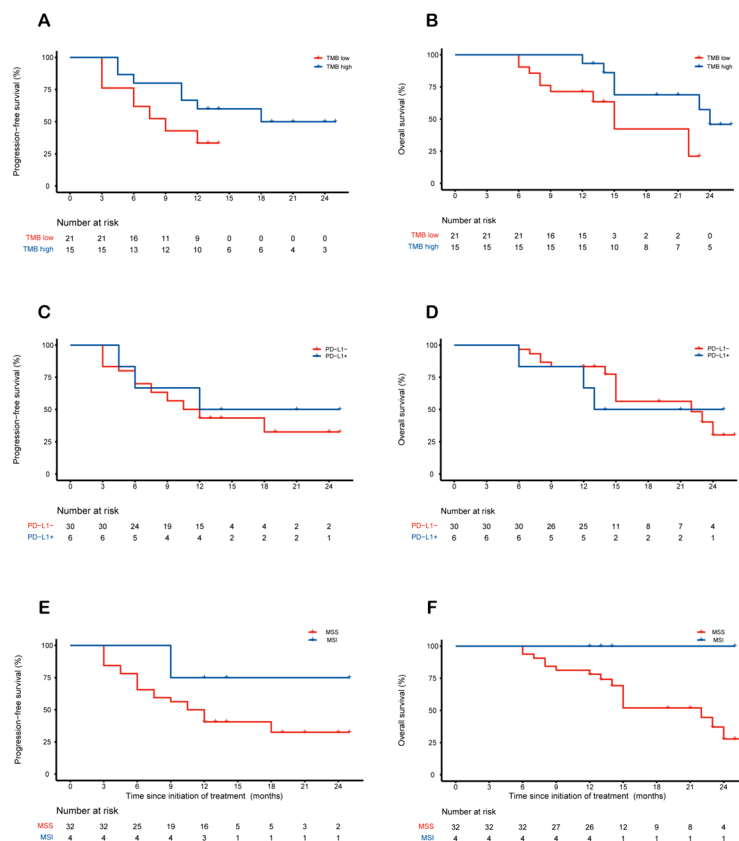 A
TMB low
TMB high
Progression−free survival (%)
100
75
50
25
0
0 3 6 9 12 15 18 21 24
Number at risk
TMB low 21 21 16 11 9 0 0 0 0
TMB high 15 15 13 12 10 6 6 4 3
B
TMB low
TMB high
Overall survival (%)
100
75
50
25
0
0 3 6 9 12 15 18 21 24
Number at risk
TMB low 21 21 21 16 15 3 2 2 0
TMB high 15 15 15 15 15 10 8 7 5
C
PD−L1−
PD−L1+
Progression−free survival (%)
100
75
50
25
0
0 3 6 9 12 15 18 21 24
Number at risk
PD−L1− 30 30 24 19 15 4 4 2 2
PD−L1+ 6 6 5 4 4 2 2 2 1
D
PD−L1−
PD−L1+
Overall survival (%)
100
75
50
25
0
0 3 6 9 12 15 18 21 24
Number at risk
PD−L1− 30 30 30 26 25 11 8 7 4
PD−L1+ 6 6 6 5 5 2 2 2 1
E
MSS
MSI
Progression−free survival (%)
100
75
50
25
0
0 3 6 9 12 15 18 21 24
Time since initiation of treatment (months)
Number at risk
MSS 32 32 25 19 16 5 5 3 2
MSI 4 4 4 4 3 1 1 1 1
F
MSS
MSI
Overall survival (%)
100
75
50
25
0
0 3 6 9 12 15 18 21 24
Time since initiation of treatment (months)
Number at risk
MSS 32 32 32 27 26 12 9 8 4
MSI 4 4 4 4 4 1 1 1 1